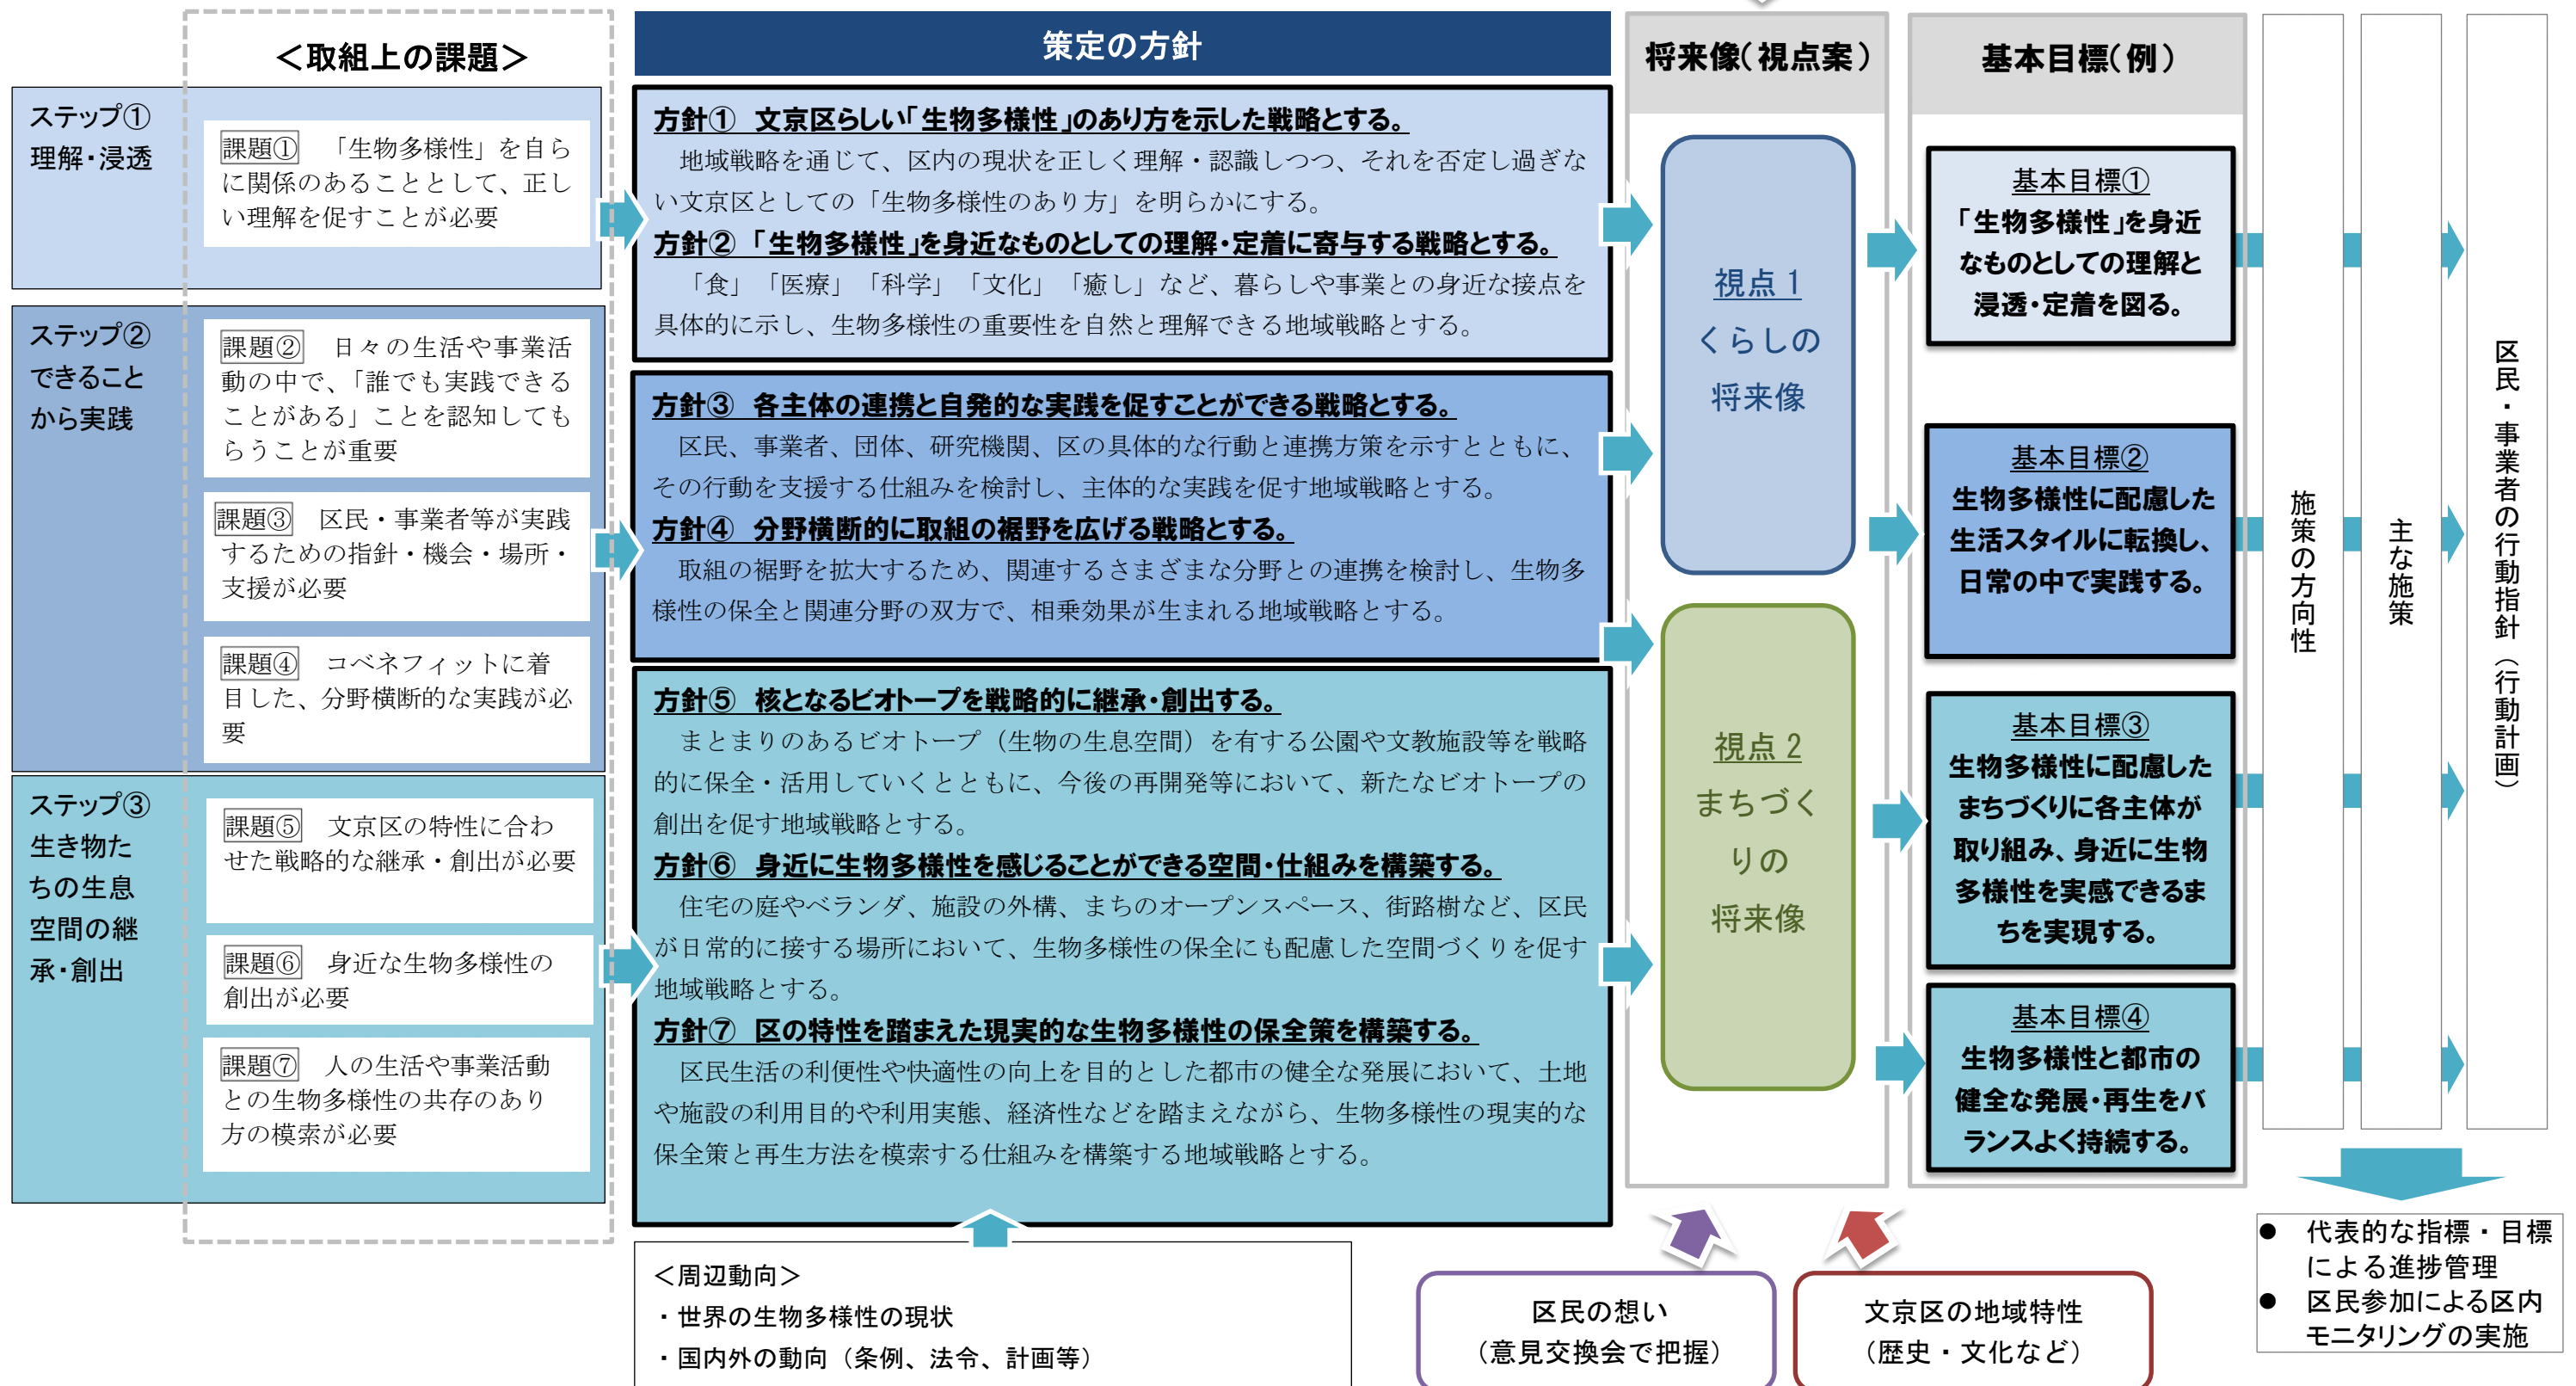 <取組上の課題>
ステップ①
理解・浸透
課題① 「生物多様性」を自ら
に関係のあることとして、正し
い理解を促すことが必要
ステップ②
できること
から実践
課題② 日々の生活や事業活
動の中で、「誰でも実践できる
ことがある」ことを認知しても
らうことが重要
課題③ 区民・事業者等が実践
するための指針・機会・場所・
支援が必要
課題④ コベネフィットに着
目した、分野横断的な実践が必
要
ステップ③
生き物た
ちの生息
空間の継
承・創出
課題⑤ 文京区の特性に合わ
せた戦略的な継承・創出が必要
課題⑥ 身近な生物多様性の
創出が必要
課題⑦ 人の生活や事業活動
との生物多様性の共存のあり
方の模索が必要
策定の方針
方針① 文京区らしい「生物多様性」のあり方を示した戦略とする。
地域戦略を通じて、区内の現状を正しく理解・認識しつつ、それを否定し過ぎな
い文京区としての「生物多様性のあり方」を明らかにする。
方針② 「生物多様性」を身近なものとしての理解・定着に寄与する戦略とする。
「食」「医療」「科学」「文化」「癒し」など、暮らしや事業との身近な接点を
具体的に示し、生物多様性の重要性を自然と理解できる地域戦略とする。
方針③ 各主体の連携と自発的な実践を促すことができる戦略とする。
区民、事業者、団体、研究機関、区の具体的な行動と連携方策を示すとともに、
その行動を支援する仕組みを検討し、主体的な実践を促す地域戦略とする。
方針④ 分野横断的に取組の裾野を広げる戦略とする。
取組の裾野を拡大するため、関連するさまざまな分野との連携を検討し、生物多
様性の保全と関連分野の双方で、相乗効果が生まれる地域戦略とする。
方針⑤ 核となるビオトープを戦略的に継承・創出する。
まとまりのあるビオトープ（生物の生息空間）を有する公園や文教施設等を戦略
的に保全・活用していくとともに、今後の再開発等において、新たなビオトープの
創出を促す地域戦略とする。
方針⑥ 身近に生物多様性を感じることができる空間・仕組みを構築する。
住宅の庭やベランダ、施設の外構、まちのオープンスペース、街路樹など、区民
が日常的に接する場所において、生物多様性の保全にも配慮した空間づくりを促す
地域戦略とする。
方針⑦ 区の特性を踏まえた現実的な生物多様性の保全策を構築する。
区民生活の利便性や快適性の向上を目的とした都市の健全な発展において、土地
や施設の利用目的や利用実態、経済性などを踏まえながら、生物多様性の現実的な
保全策と再生方法を模索する仕組みを構築する地域戦略とする。
<周辺動向>
・世界の生物多様性の現状
・国内外の動向（条例、法令、計画等）
将来像（視点案）
視点 1
くらしの
将来像
視点 2
まちづく
りの
将来像
区民の想い
（意見交換会で把握）
文京区の地域特性
（歴史・文化など）
基本目標（例）
基本目標①
「生物多様性」を身近
なものとしての理解と
浸透・定着を図る。
基本目標②
生物多様性に配慮した
生活スタイルに転換し、
日常の中で実践する。
基本目標③
生物多様性に配慮した
まちづくりに各主体が
取り組み、身近に生物
多様性を実感できるま
ちを実現する。
基本目標④
生物多様性と都市の
健全な発展・再生をバ
ランスよく持続する。
施策の方向性
主な施策
区民・事業者の行動指針（行動計画）
● 代表的な指標・目標
による進捗管理
● 区民参加による区内
モニタリングの実施